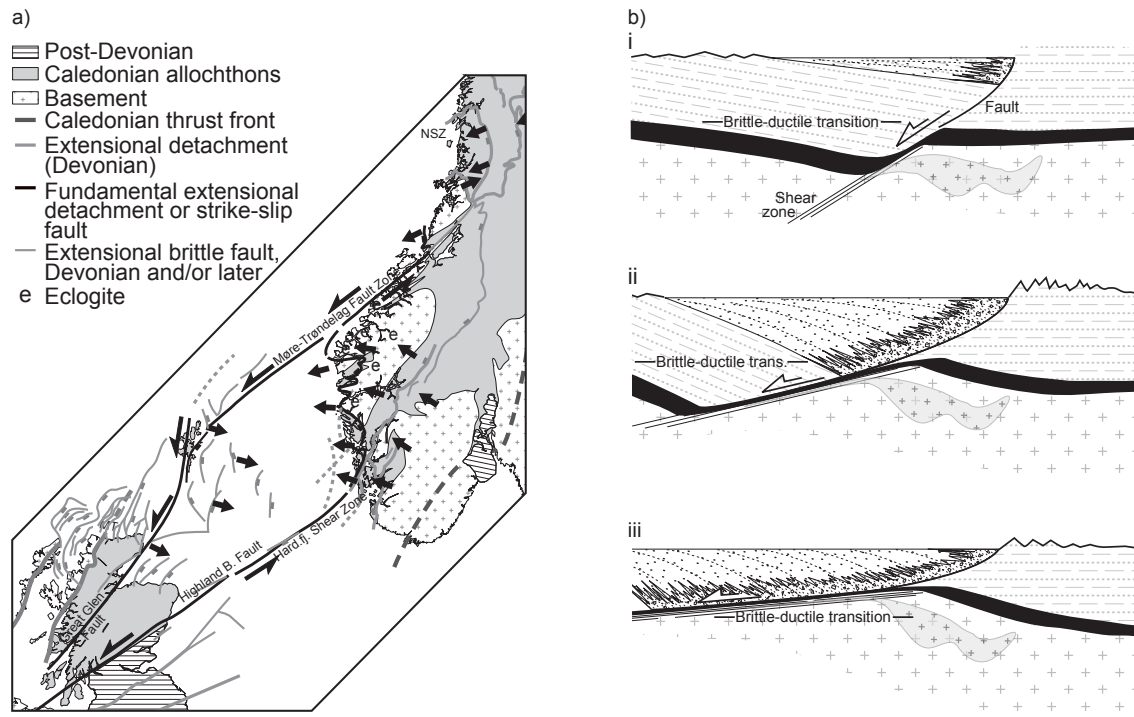 a)
Post-Devonian
Caledonian allochthons
Basement
Caledonian thrust front
Extensional detachment
(Devonian)
Fundamental extensional
detachment or strike-slip
fault
Extensional brittle fault,
Devonian and/or later
e Eclogite
NSZ
Møre-Trøndelag Fault Zone
e
e
e
Highland B. Fault
Hard.fj. Shear Zone
Great Glen
Fault
b)
i
Fault
Brittle-ductile transition
Shear
zone
ii
Brittle-ductile trans.
iii
Brittle-ductile transition